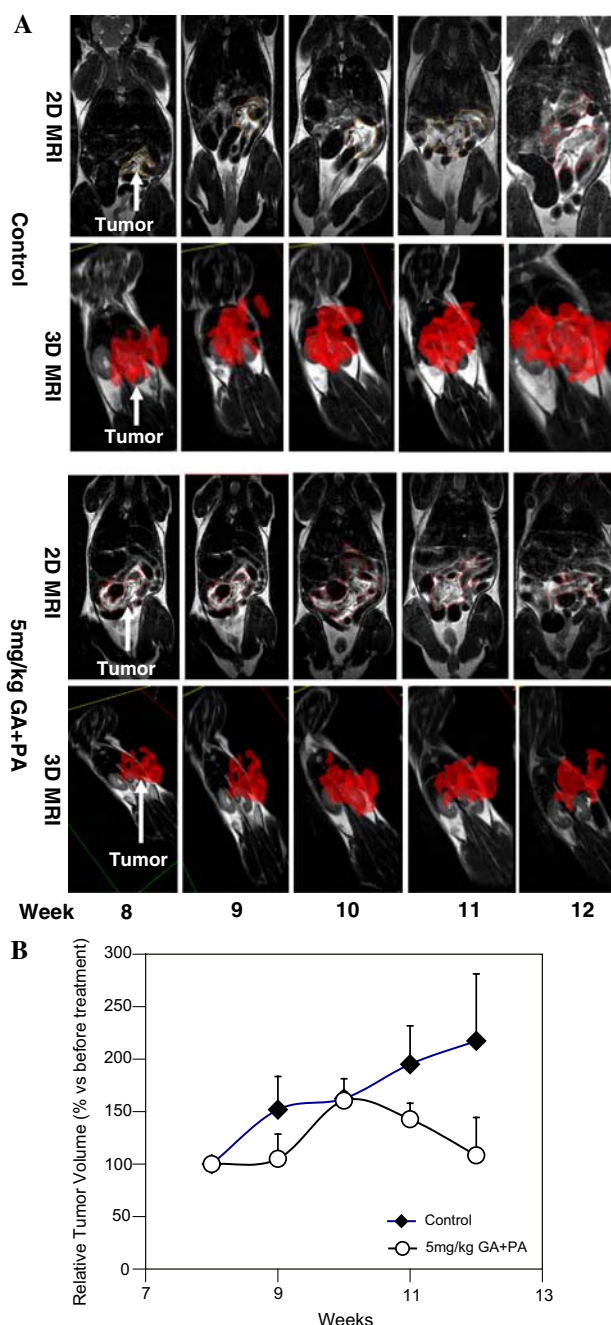 A
2D MRI
Tumor
Control
3D MRI
Tumor
2D MRI
Tumor
5mg/kg GA+PA
3D MRI
Tumor
Week 8 9 10 11 12
B
Relative Tumor Volume (% vs before treatment)
300
250
200
150
100
50
0
Control
5mg/kg GA+PA
7 9 11 13
Weeks